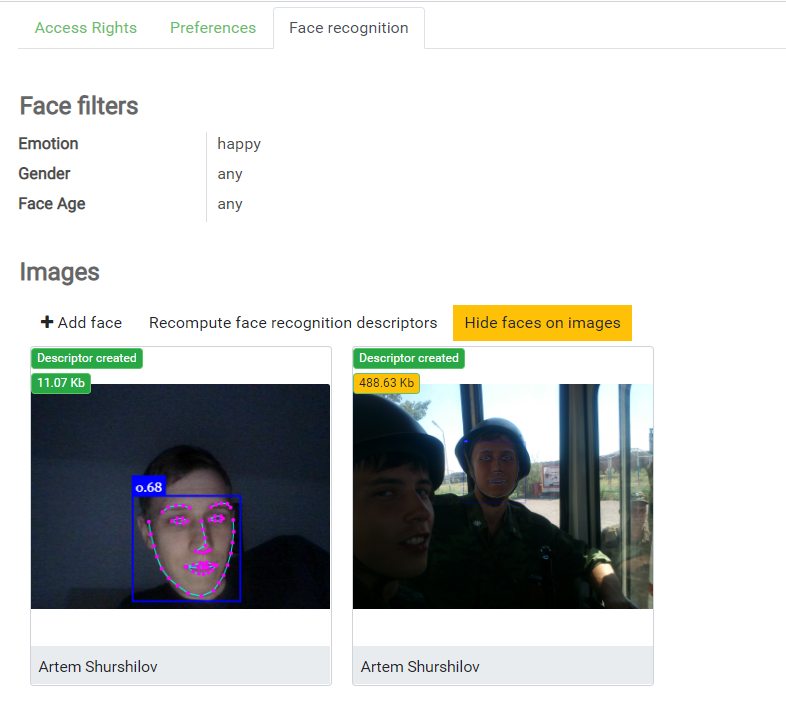 Access Rights Preferences Face recognition
Face filters
Emotion happy
Gender any
Face Age any
Images
Add face Recompute face recognition descriptors Hide faces on images
Descriptor created Descriptor created
11.07 Kb 488.63 Kb
o.68
Artem Shurshilov Artem Shurshilov